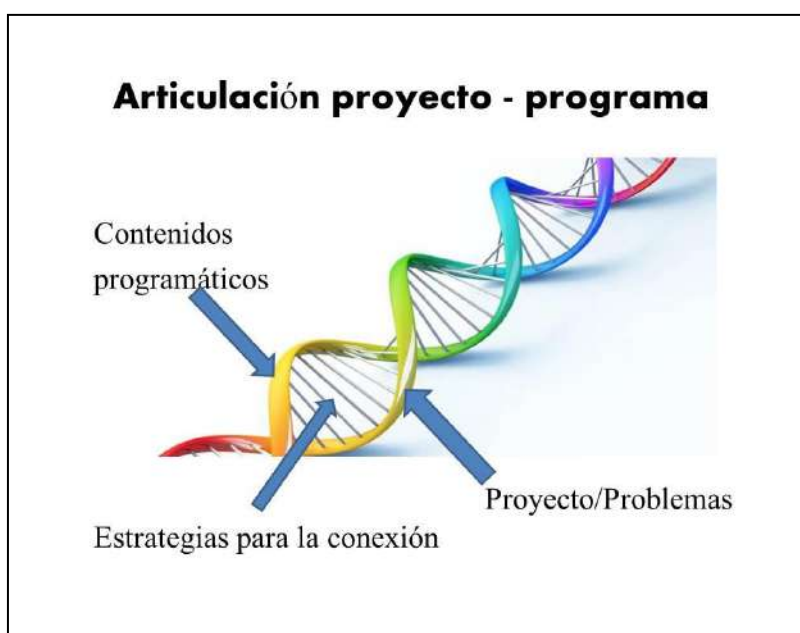 Articulación proyecto - programa
Contenidos
programáticos
Proyecto/Problemas
Estrategias para la conexión